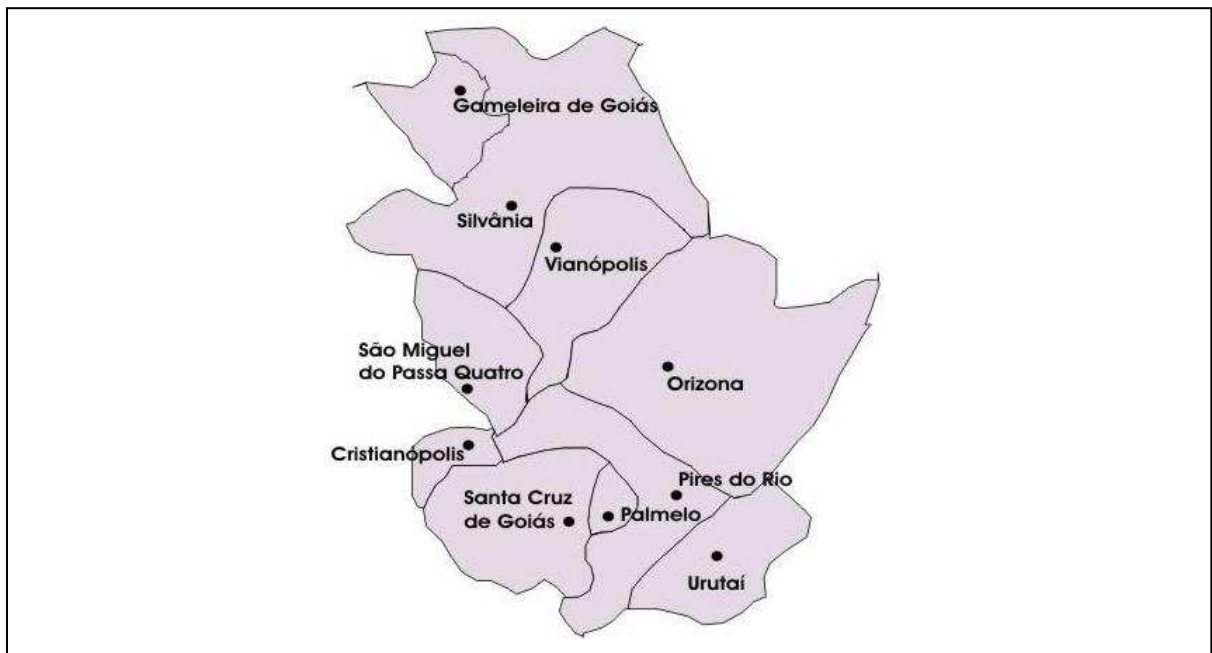 Gameleira de Goiás
Silvânia
Vianópolis
São Miguel
do Passa Quatro
Orizona
Cristianópolis
Pires do Rio
Santa Cruz
de Goiás
Palmelo
Urutaí